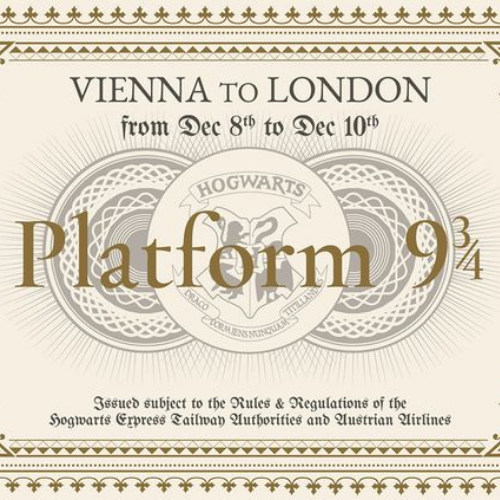 VIENNA TO LONDON
from Dec 8th to Dec 10th
HOGWARTS
Platform 9¾
DRACO DORMIENS NUNQUAM TITILLANDUS
Issued subject to the Rules & Regulations of the
Hogwarts Express Tailway Authorities and Austrian Airlines